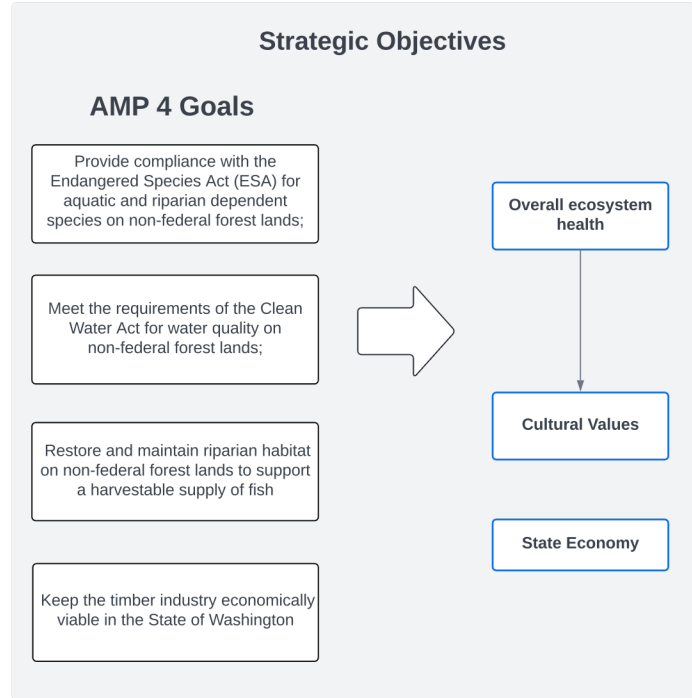 Strategic Objectives
AMP 4 Goals
Provide compliance with the
Endangered Species Act (ESA) for
aquatic and riparian dependent
species on non-federal forest lands;
Meet the requirements of the Clean
Water Act for water quality on
non-federal forest lands;
Restore and maintain riparian habitat
on non-federal forest lands to support
a harvestable supply of fish
Keep the timber industry economically
viable in the State of Washington
Overall ecosystem
health
Cultural Values
State Economy